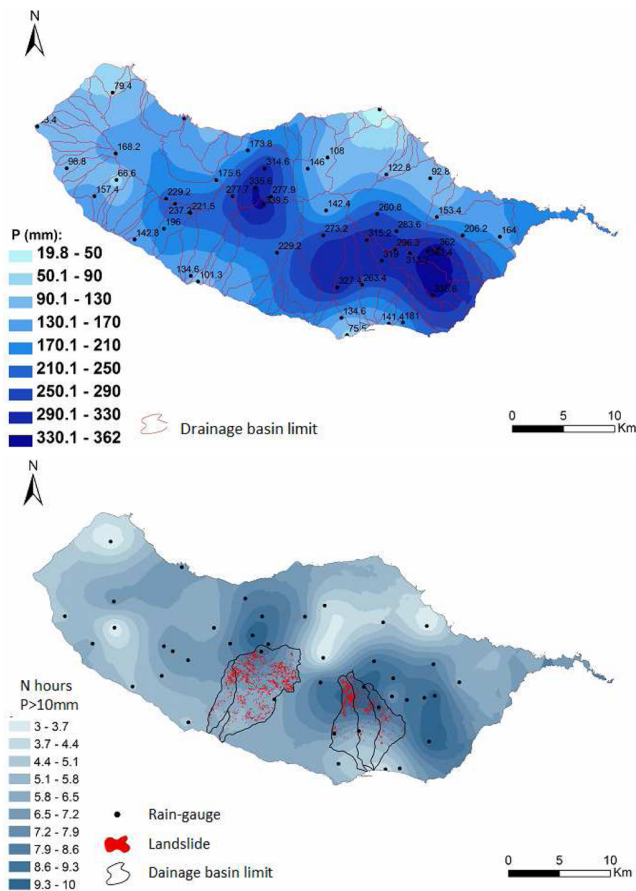 N
79.4
173.8
168.2
98.8
66.6
157.4
142.8
175.6
229.2
237.2
221.5
196
134.6
101.3
314.6
335.6
277.7
277.9
339.5
146
108
122.8
92.8
142.4
229.2
273.2
260.8
153.4
206.2
164
283.6
315.2
296.3
362
319
327.4
263.4
134.6
75.5
141.4
181
P (mm):
19.8 - 50
50.1 - 90
90.1 - 130
130.1 - 170
170.1 - 210
210.1 - 250
250.1 - 290
290.1 - 330
330.1 - 362
Drainage basin limit
0 5 10
Km
N
N hours
P>10mm
3 - 3.7
3.7 - 4.4
4.4 - 5.1
5.1 - 5.8
5.8 - 6.5
6.5 - 7.2
7.2 - 7.9
7.9 - 8.6
8.6 - 9.3
9.3 - 10
Rain-gauge
Landslide
Dainage basin limit
0 5 10
Km